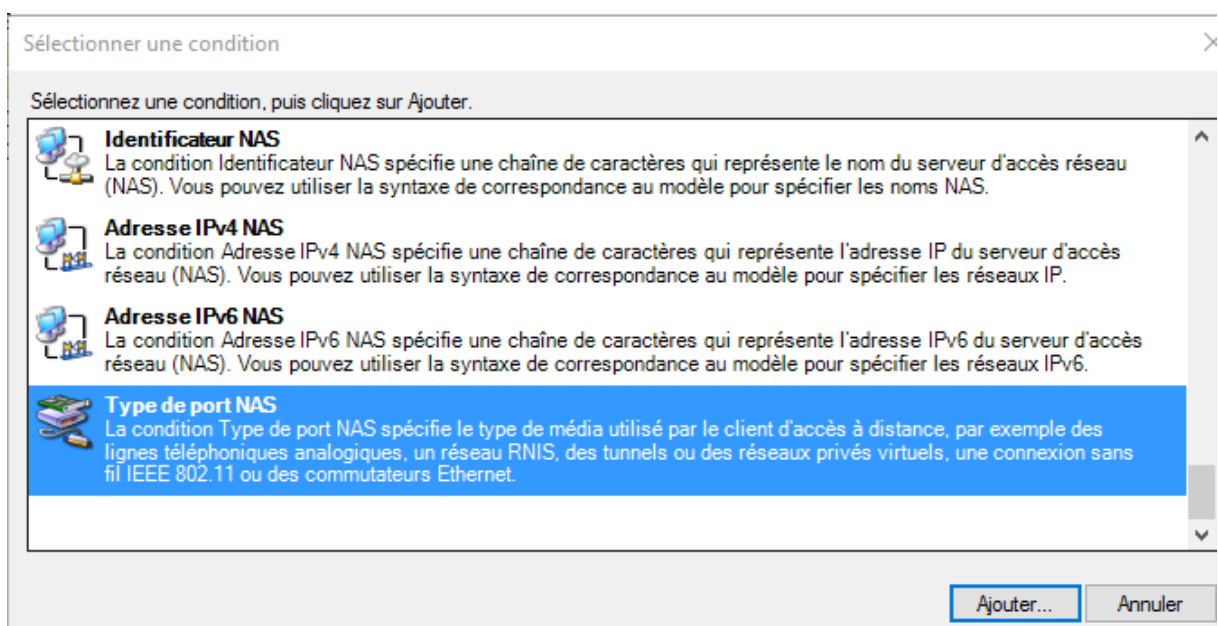 Sélectionner une condition
Sélectionnez une condition, puis cliquez sur Ajouter.
Identificateur NAS
La condition Identificateur NAS spécifie une chaîne de caractères qui représente le nom du serveur d'accès réseau
(NAS). Vous pouvez utiliser la syntaxe de correspondance au modèle pour spécifier les noms NAS.
Adresse IPv4 NAS
La condition Adresse IPv4 NAS spécifie une chaîne de caractères qui représente l'adresse IP du serveur d'accès
réseau (NAS). Vous pouvez utiliser la syntaxe de correspondance au modèle pour spécifier les réseaux IP.
Adresse IPv6 NAS
La condition Adresse IPv6 NAS spécifie une chaîne de caractères qui représente l'adresse IPv6 du serveur d'accès
réseau (NAS). Vous pouvez utiliser la syntaxe de correspondance au modèle pour spécifier les réseaux IPv6.
Type de port NAS
La condition Type de port NAS spécifie le type de média utilisé par le client d'accès à distance, par exemple des
lignes téléphoniques analogiques, un réseau RNIS, des tunnels ou des réseaux privés virtuels, une connexion sans
fil IEEE 802.11 ou des commutateurs Ethernet.
Ajouter... Annuler